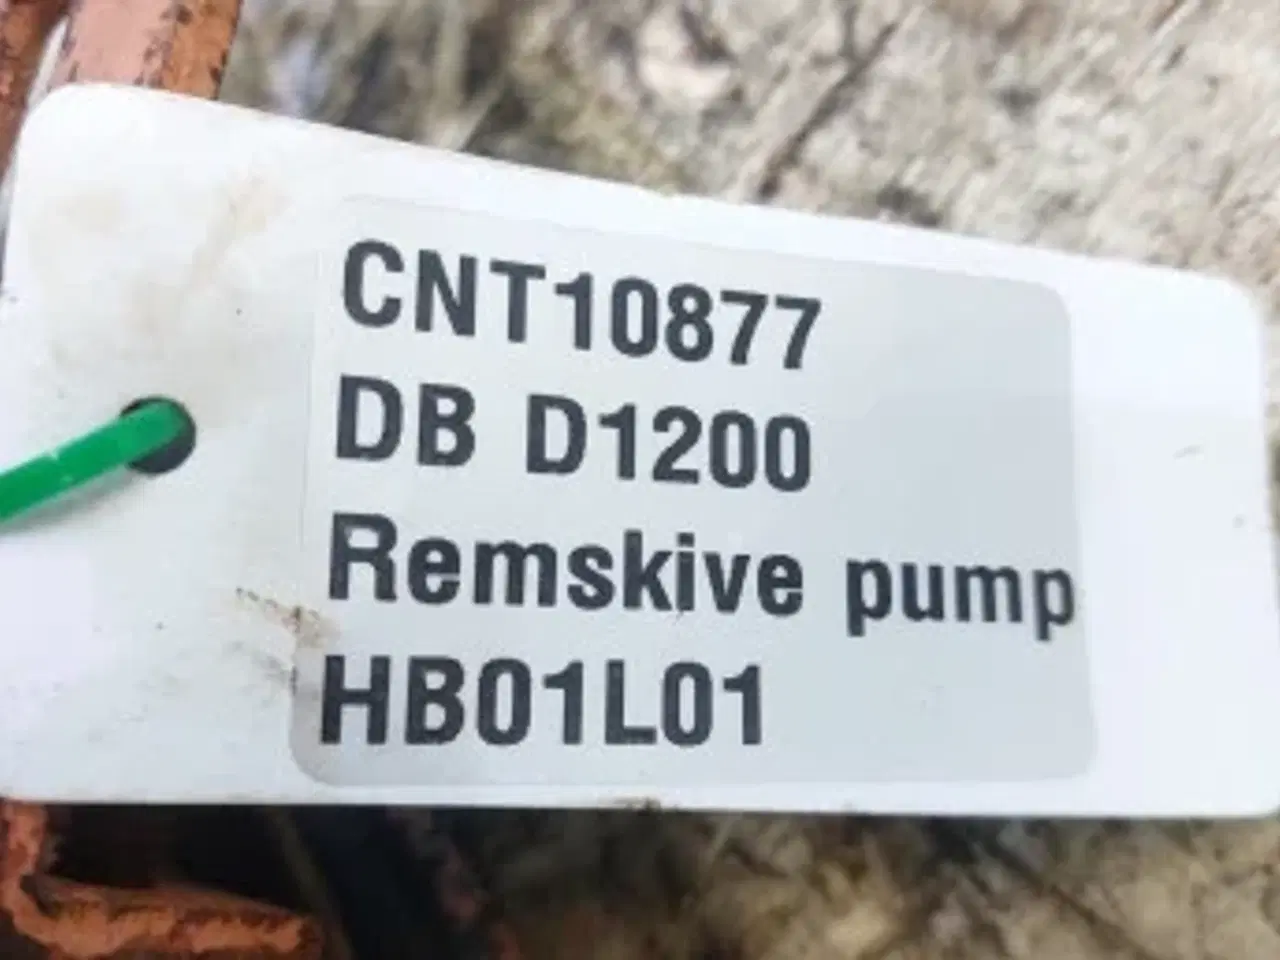 CNT10877
DB D1200
Remskive pump
HB01L01